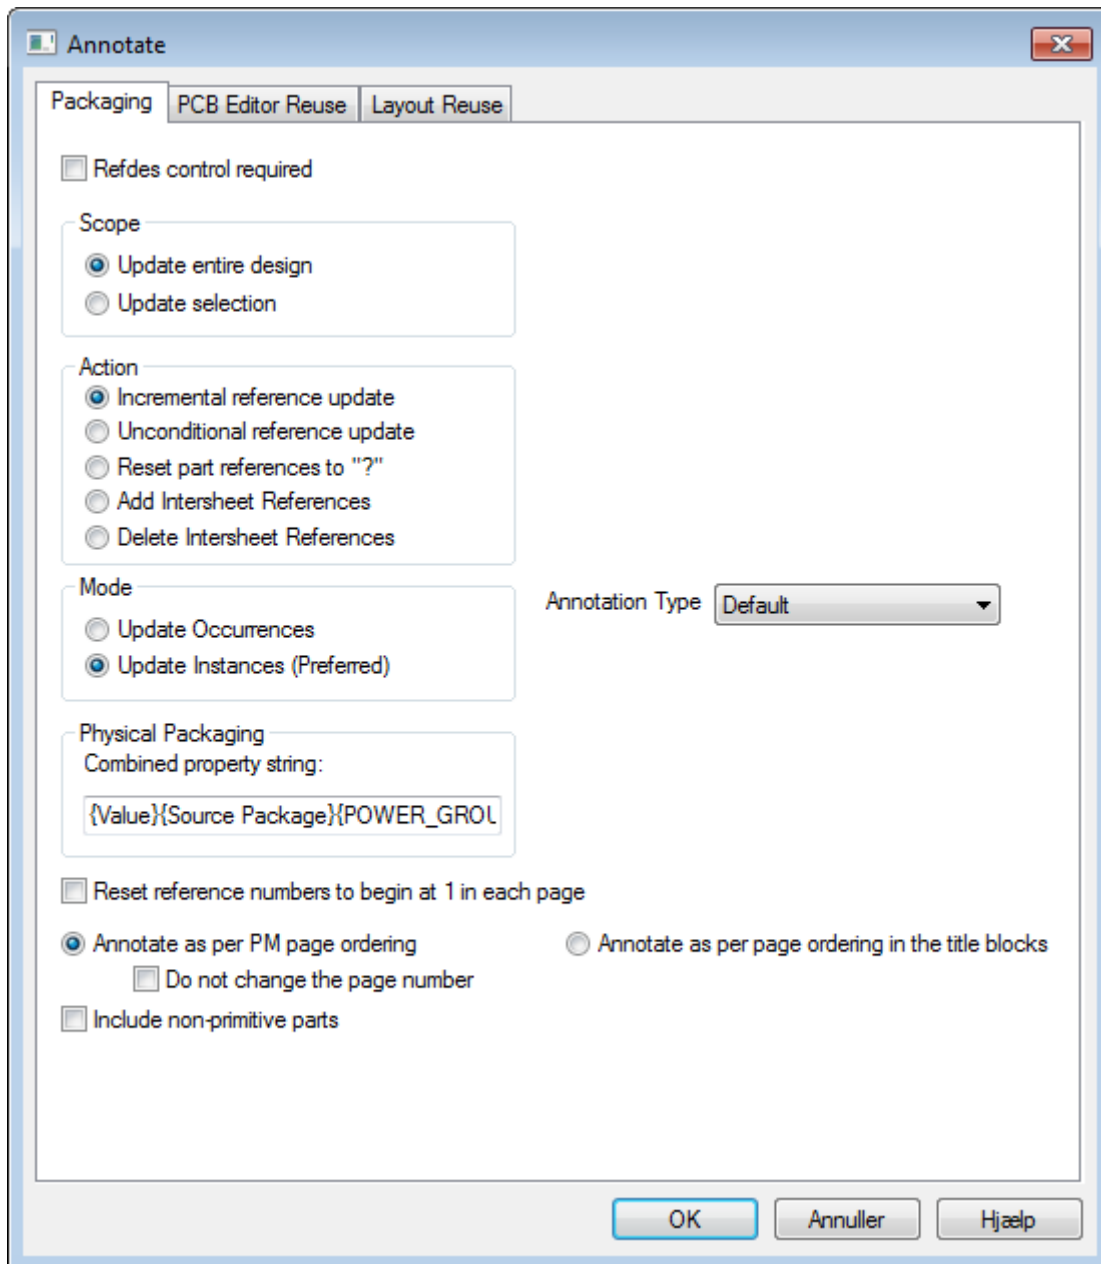 Annotate
Packaging PCB Editor Reuse Layout Reuse
Refdes control required
Scope
Update entire design
Update selection
Action
Incremental reference update
Unconditional reference update
Reset part references to "?"
Add Intersheet References
Delete Intersheet References
Mode
Update Occurrences
Update Instances (Preferred)
Annotation Type Default
Physical Packaging
Combined property string:
{Value}{Source Package}{POWER_GROU
Reset reference numbers to begin at 1 in each page
Annotate as per PM page ordering Annotate as per page ordering in the title blocks
Do not change the page number
Include non-primitive parts
OK Annuller Hjælp